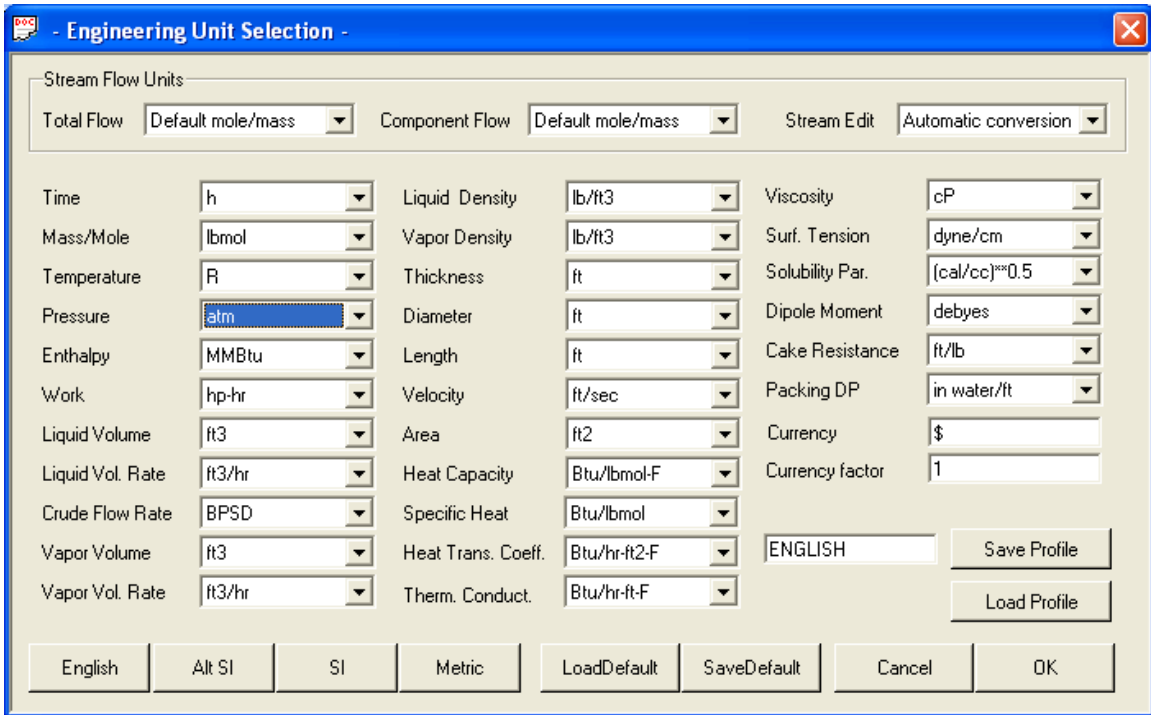 DOC - Engineering Unit Selection -
Stream Flow Units
Total Flow Default mole/mass Component Flow Default mole/mass Stream Edit Automatic conversion
Time h Liquid Density lb/ft3 Viscosity cP
Mass/Mole lbmol Vapor Density lb/ft3 Surf. Tension dyne/cm
Temperature R Thickness ft Solubility Par. (cal/cc)**0.5
Pressure atm Diameter ft Dipole Moment debyes
Enthalpy MMBtu Length ft Cake Resistance ft/lb
Work hp-hr Velocity ft/sec Packing DP in water/ft
Liquid Volume ft3 Area ft2 Currency $
Liquid Vol. Rate ft3/hr Heat Capacity Btu/lbmol-F Currency factor 1
Crude Flow Rate BPSD Specific Heat Btu/lbmol
Vapor Volume ft3 Heat Trans. Coeff. Btu/hr-ft2-F ENGLISH Save Profile
Vapor Vol. Rate ft3/hr Therm. Conduct. Btu/hr-ft-F Load Profile
English Alt SI SI Metric LoadDefault SaveDefault Cancel OK